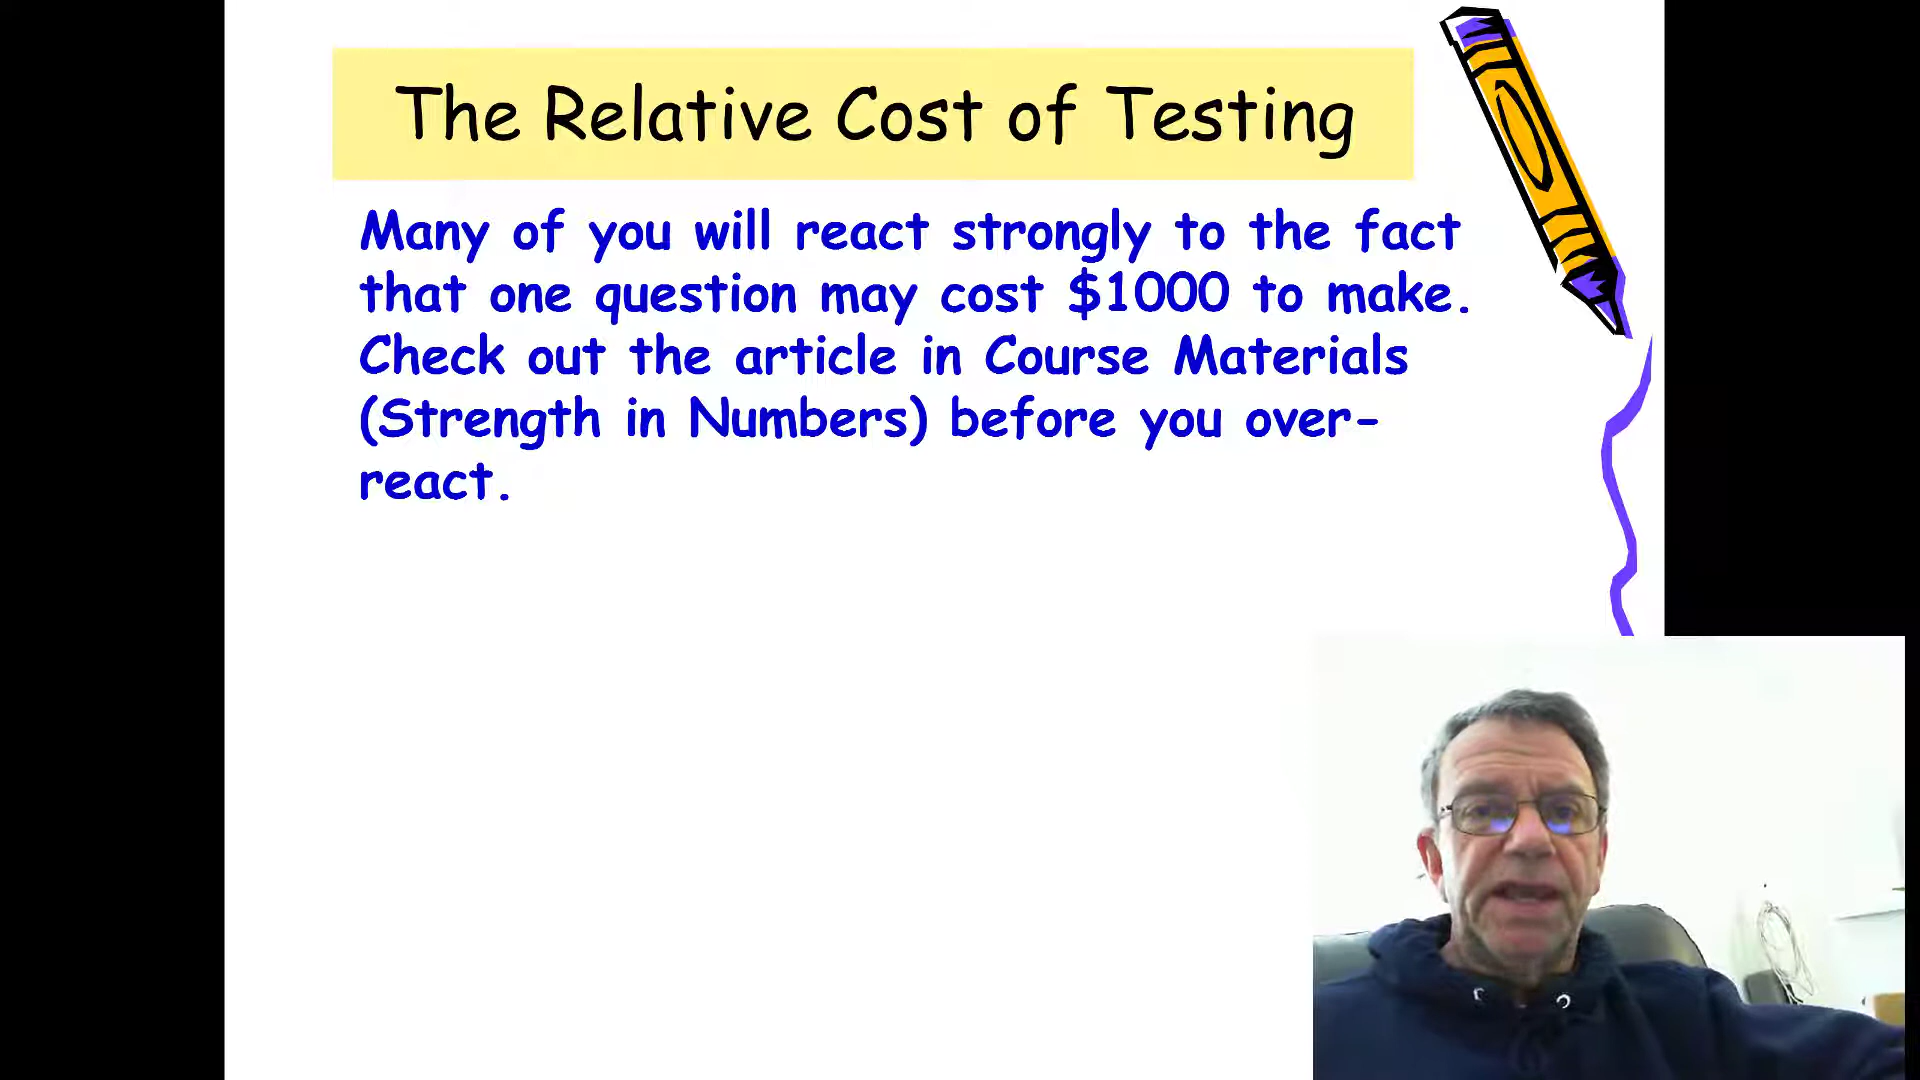 The Relative Cost of Testing
Many of you will react strongly to the fact
that one question may cost $1000 to make.
Check out the article in Course Materials
(Strength in Numbers) before you over-
react.